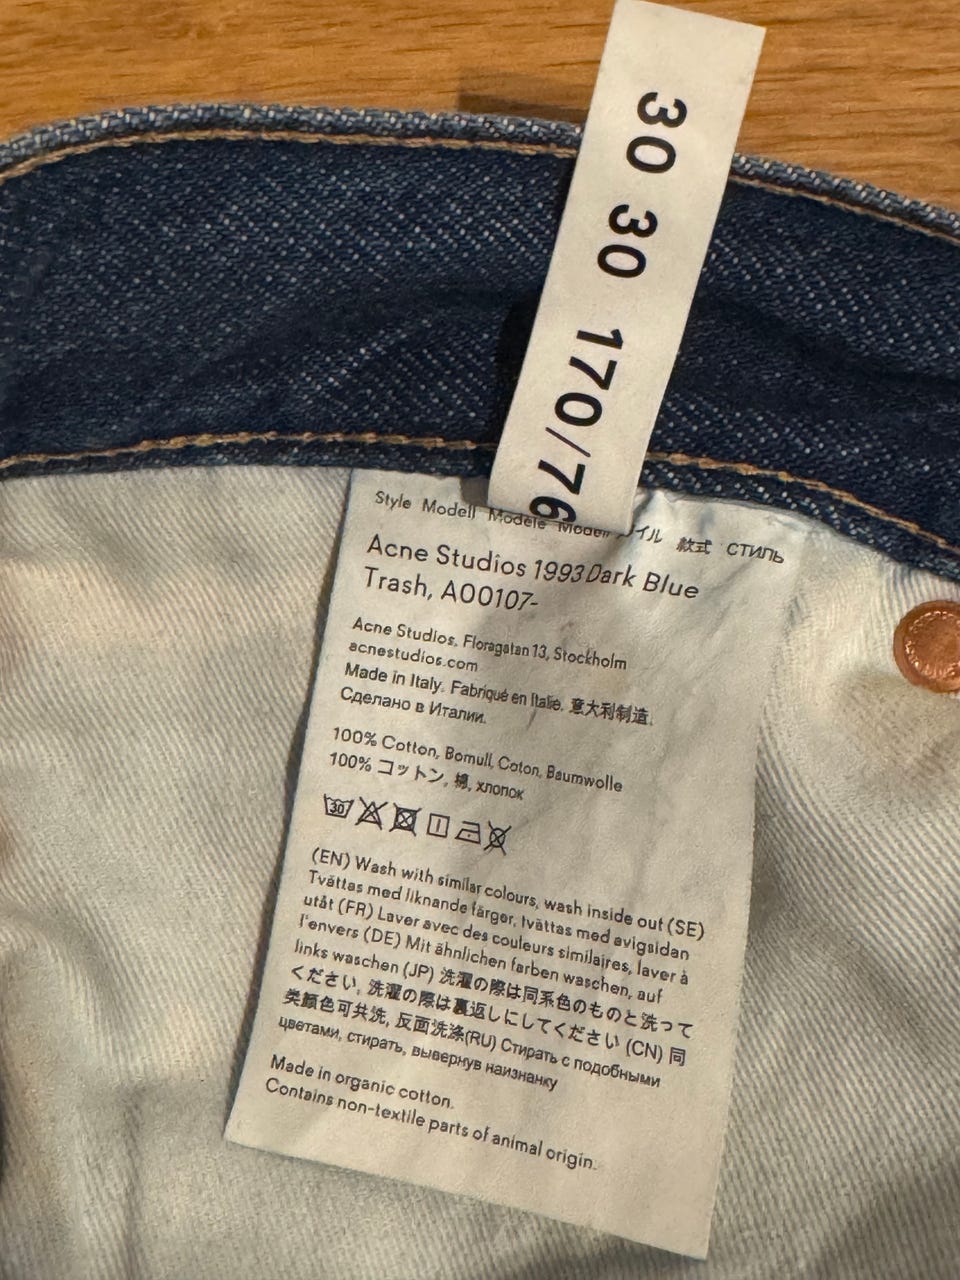 30 30 170/76
Style Modell Modèle Modell イル 款式 СТИЛЬ
Acne Studios 1993 Dark Blue
Trash, A00107-
Acne Studios, Floragatan 13, Stockholm
acnestudios.com
Made in Italy. Fabriqué en Italie. 意大利制造.
Сделано в Италии.
100% Cotton, Bomull, Coton, Baumwolle
100% コットン, 棉, хлопок
30
(EN) Wash with similar colours, wash inside out (SE)
Tvättas med liknande färger, tvättas med avigsidan
utåt (FR) Laver avec des couleurs similaires, laver à
l'envers (DE) Mit ähnlichen farben waschen, auf
links waschen (JP) 洗濯の際は同系色のものと洗って
ください, 洗濯の際は裏返しにしてください (CN) 同
类颜色可共洗, 反面洗涤(RU) Стирать с подобными
цветами, стирать, вывернув наизнанку
Made in organic cotton.
Contains non-textile parts of animal origin.